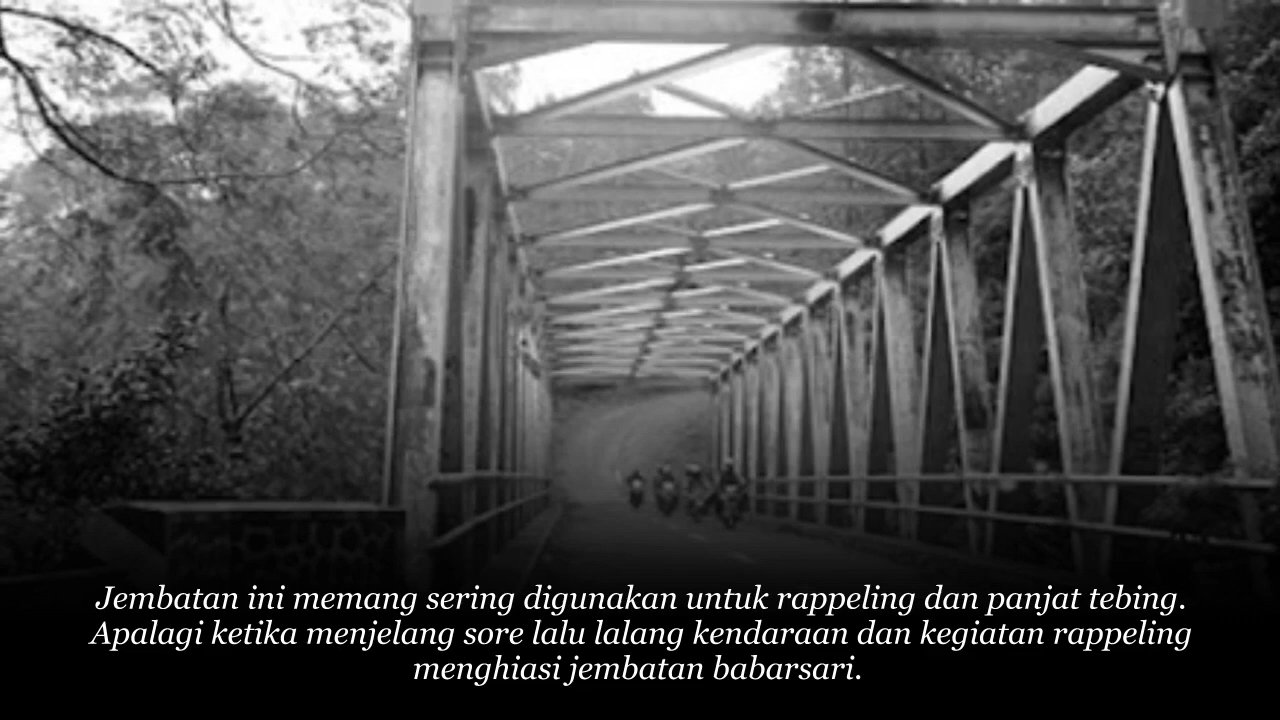 Jembatan ini memang sering digunakan untuk rappeling dan panjat tebing.
Apalagi ketika menjelang sore lalu lalang kendaraan dan kegiatan rappeling
menghiasi jembatan babarsari.